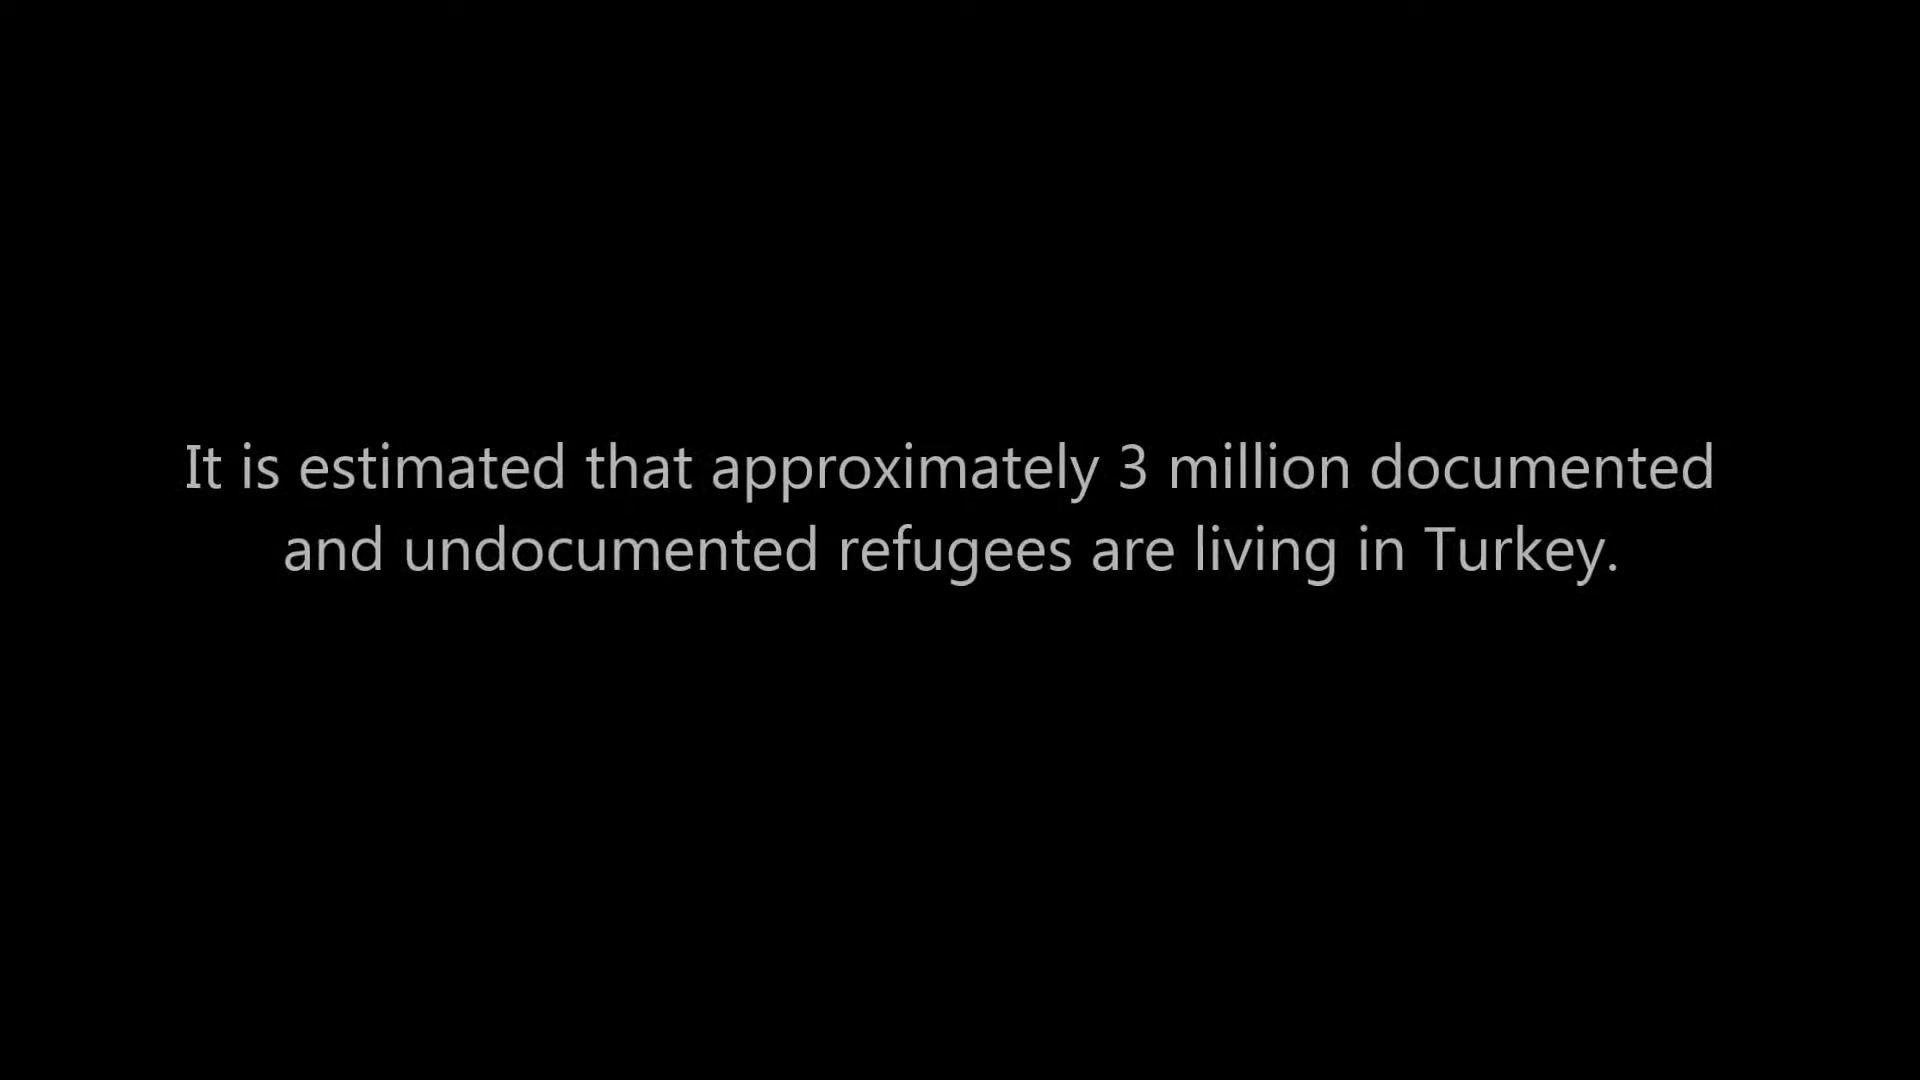 It is estimated that approximately 3 million documented
and undocumented refugees are living in Turkey.